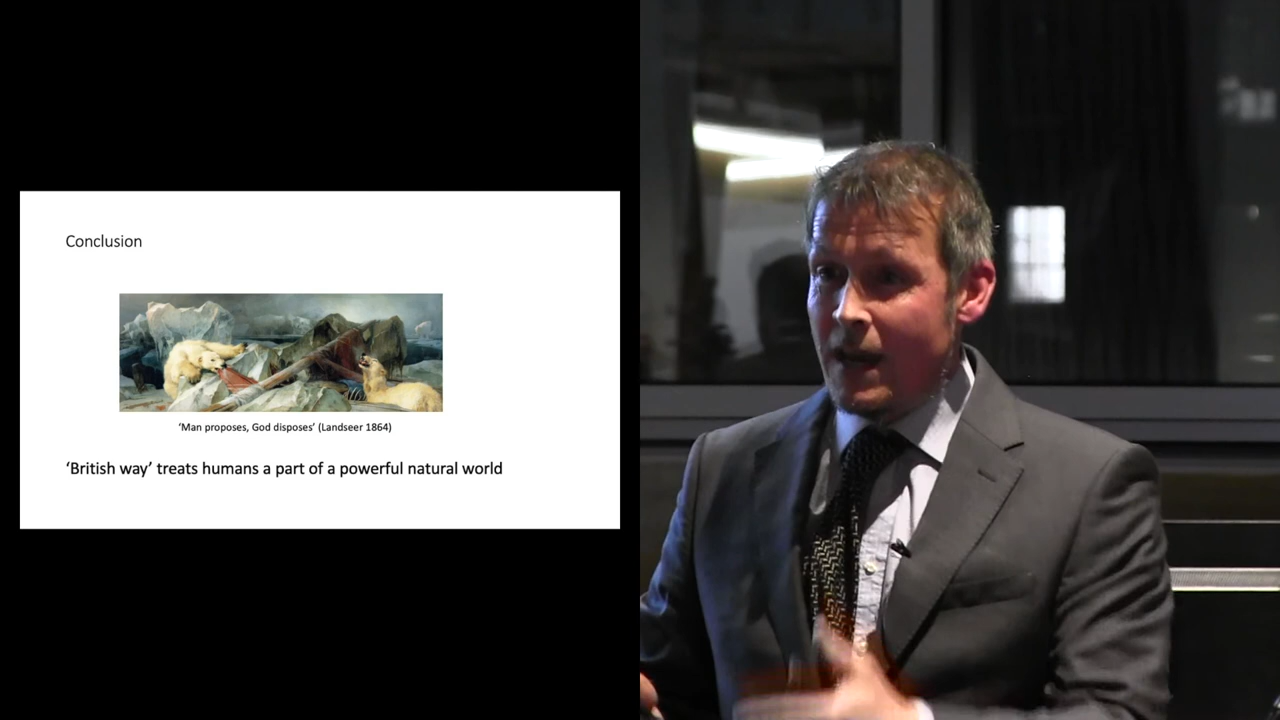 Conclusion
‘Man proposes, God disposes’ (Landseer 1864)
‘British way’ treats humans a part of a powerful natural world